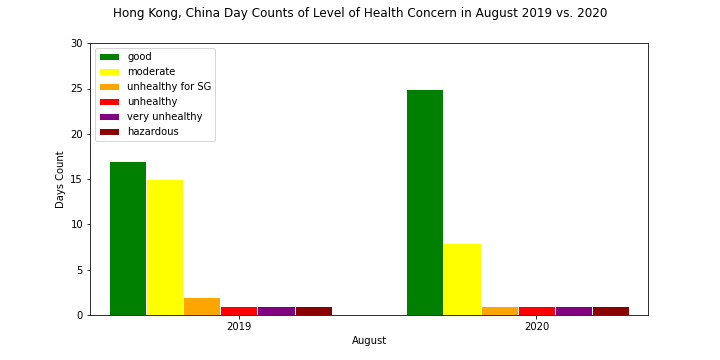 Hong Kong, China Day Counts of Level of Health Concern in August 2019 vs. 2020
30
25
20
15
10
5
0
Days Count
good
moderate
unhealthy for SG
unhealthy
very unhealthy
hazardous
2019
2020
August